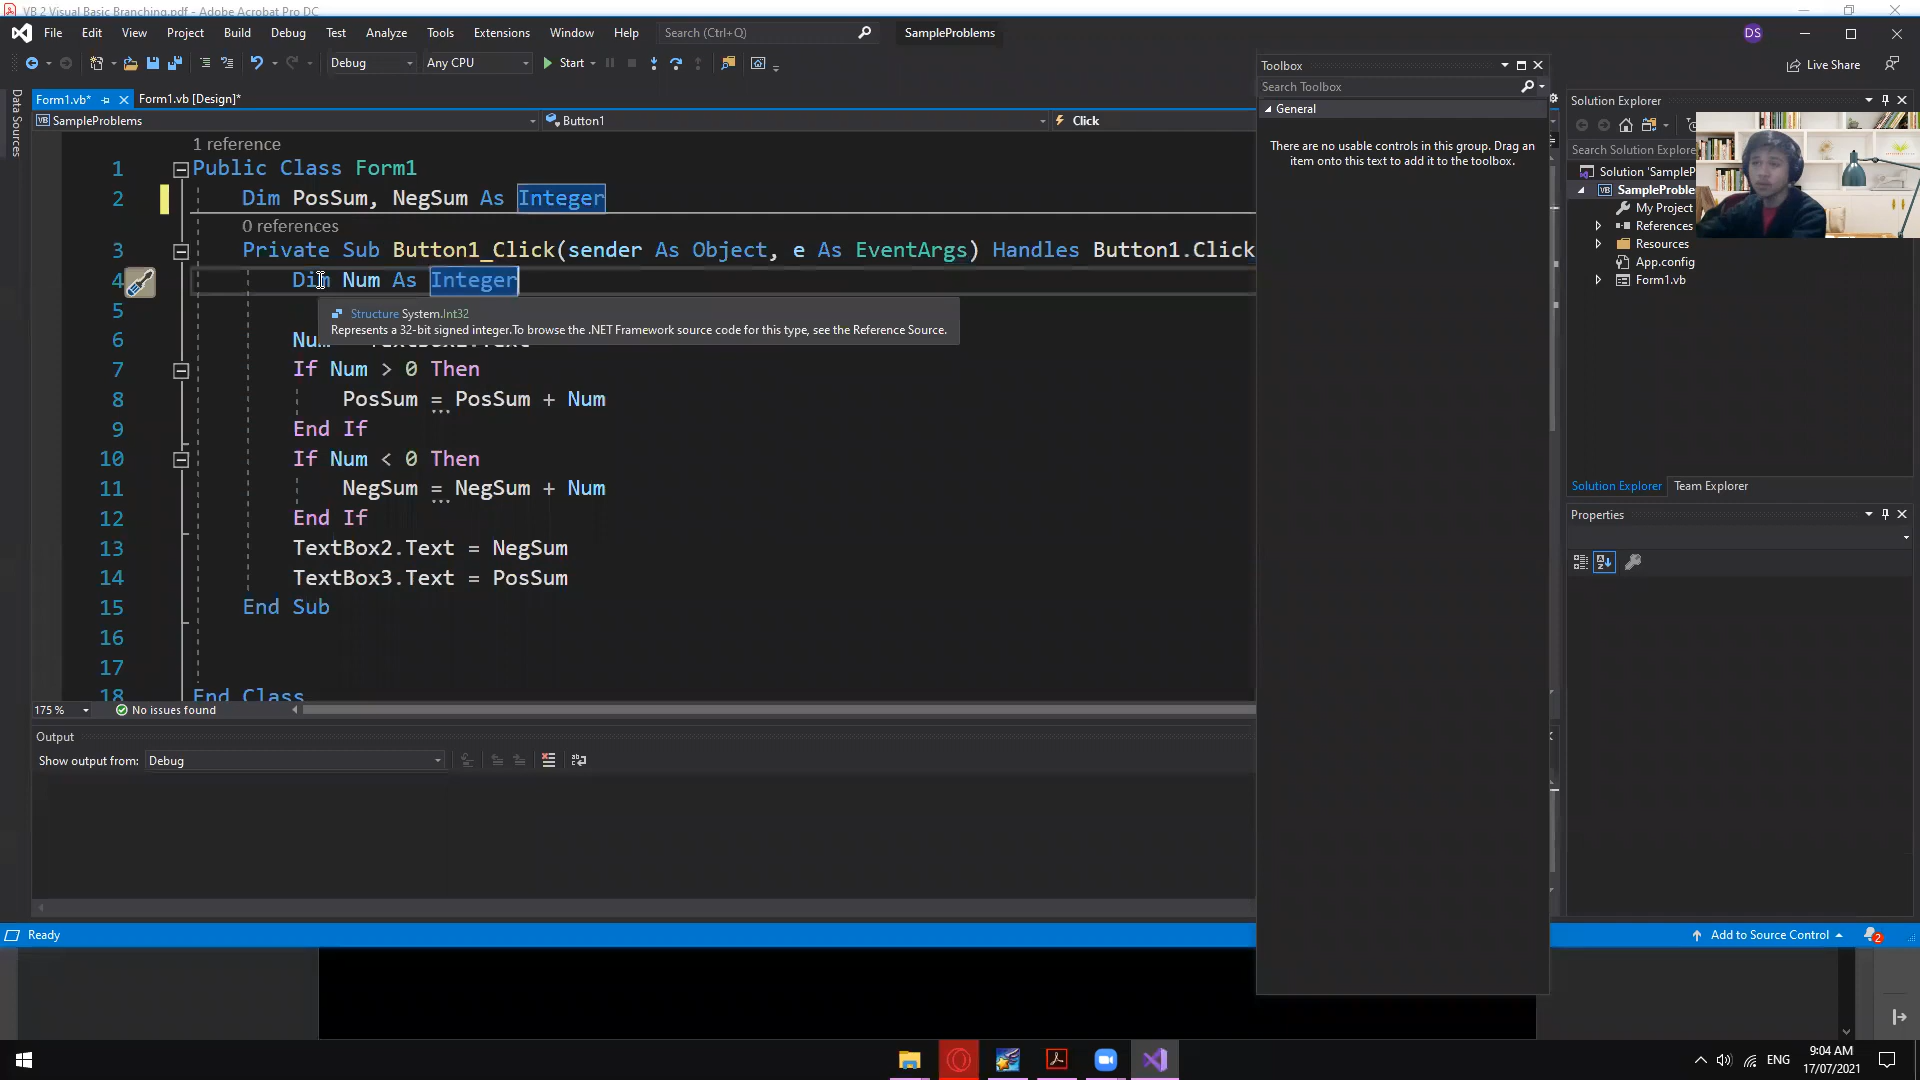 VB 2 Visual Basic Branching.pdf - Adobe Acrobat Pro DC
File Edit View Project Build Debug Test Analyze Tools Extensions Window Help Search (Ctrl+Q) SampleProblems DS
Debug Any CPU Start Live Share
Data Sources
Form1.vb* Form1.vb [Design]*
SampleProblems Button1 Click
1 reference
1 Public Class Form1
2 Dim PosSum, NegSum As Integer
0 references
3 Private Sub Button1_Click(sender As Object, e As EventArgs) Handles Button1.Click
4 Dim Num As Integer
Structure System.Int32
5
Represents a 32-bit signed integer.To browse the .NET Framework source code for this type, see the Reference Source.
6
7 If Num > 0 Then
8 PosSum = PosSum + Num
9 End If
10 If Num < 0 Then
11 NegSum = NegSum + Num
12 End If
13 TextBox2.Text = NegSum
14 TextBox3.Text = PosSum
15 End Sub
16
17
18 End Class
175 % No issues found
Output
Show output from: Debug
Ready Add to Source Control 2
Toolbox
Search Toolbox
General
There are no usable controls in this group. Drag an
item onto this text to add it to the toolbox.
Solution Explorer
Search Solution Explorer
Solution 'SampleP
SampleProble
My Project
References
Resources
App.config
Form1.vb
Solution Explorer Team Explorer
Properties
ENG
9:04 AM
17/07/2021